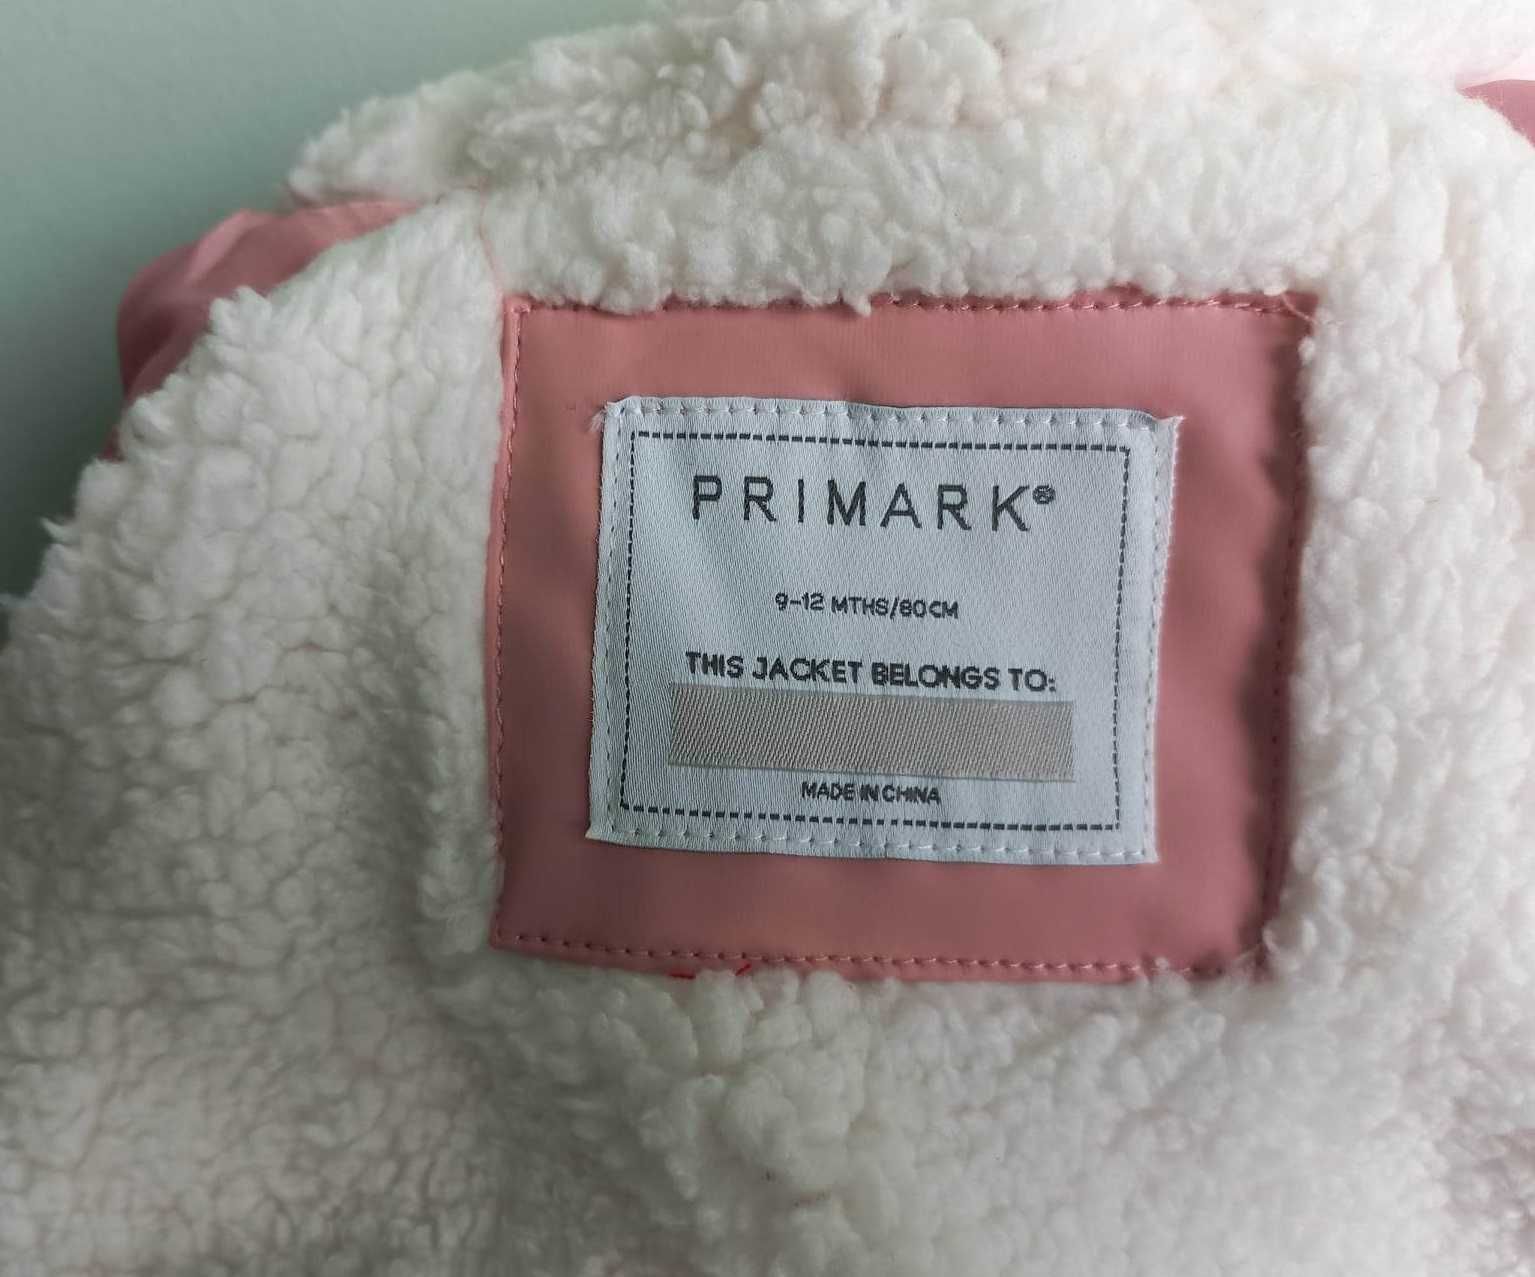 PRIMARK®
9-12 MTHS/80CM
THIS JACKET BELONGS TO:
MADE IN CHINA